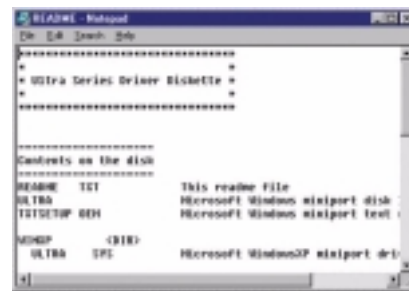 README - Notepad
File Edit Search Help
*********************************
* *
* Ultra Series Driver Diskette *
* *
*********************************
---------------------
Contents on the disk
---------------------
README TXT This readme file
ULTRA Microsoft Windows miniport disk
TXTSETUP OEM Microsoft Windows miniport text
<DIR>
ULTRA SYS Microsoft WindowsXP miniport dri